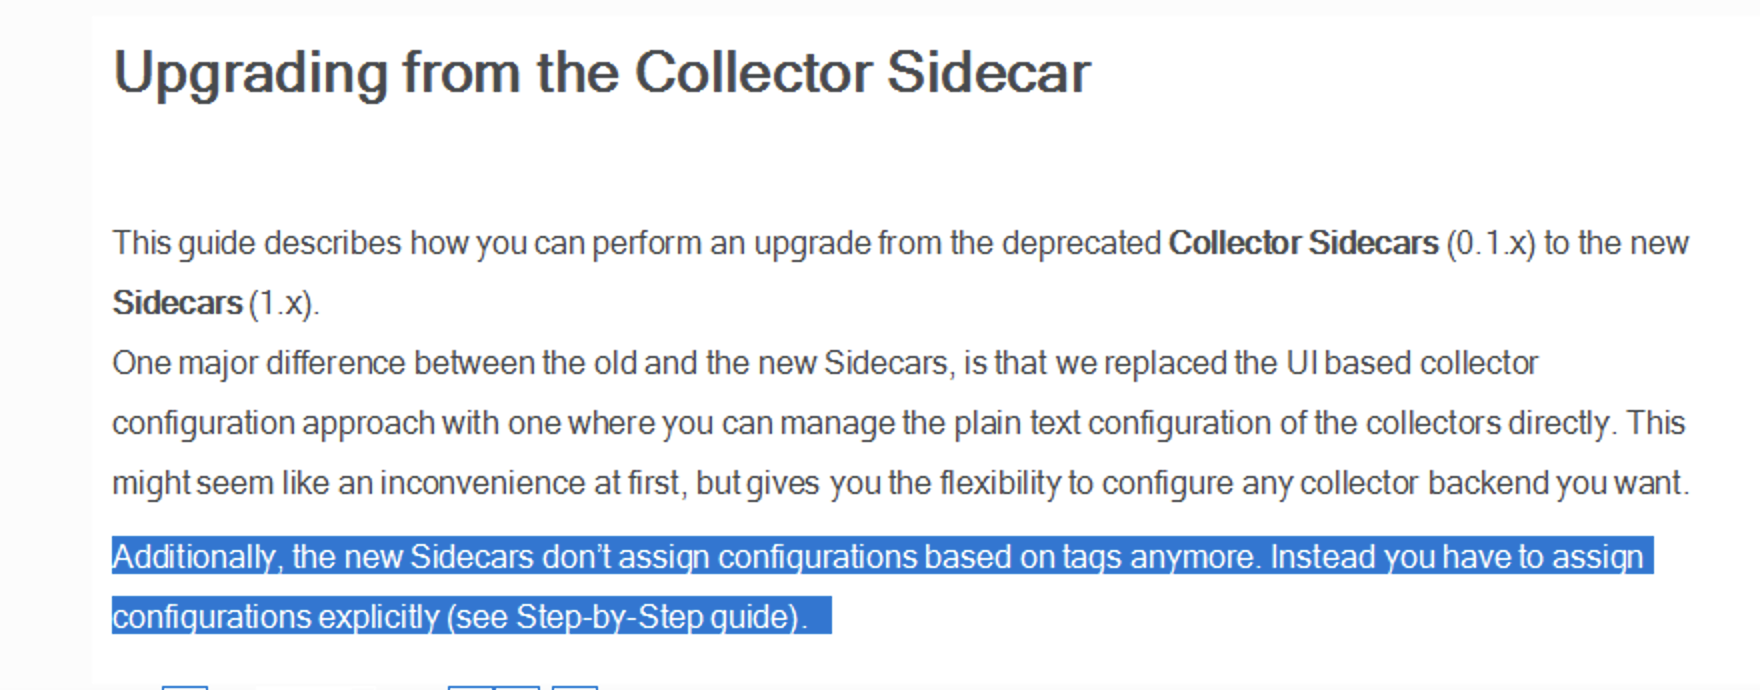 Upgrading from the Collector Sidecar
This guide describes how you can perform an upgrade from the deprecated Collector Sidecars (0.1.x) to the new
Sidecars (1.x).
One major difference between the old and the new Sidecars, is that we replaced the UI based collector
configuration approach with one where you can manage the plain text configuration of the collectors directly. This
might seem like an inconvenience at first, but gives you the flexibility to configure any collector backend you want.
Additionally, the new Sidecars don’t assign configurations based on tags anymore. Instead you have to assign
configurations explicitly (see Step-by-Step guide).